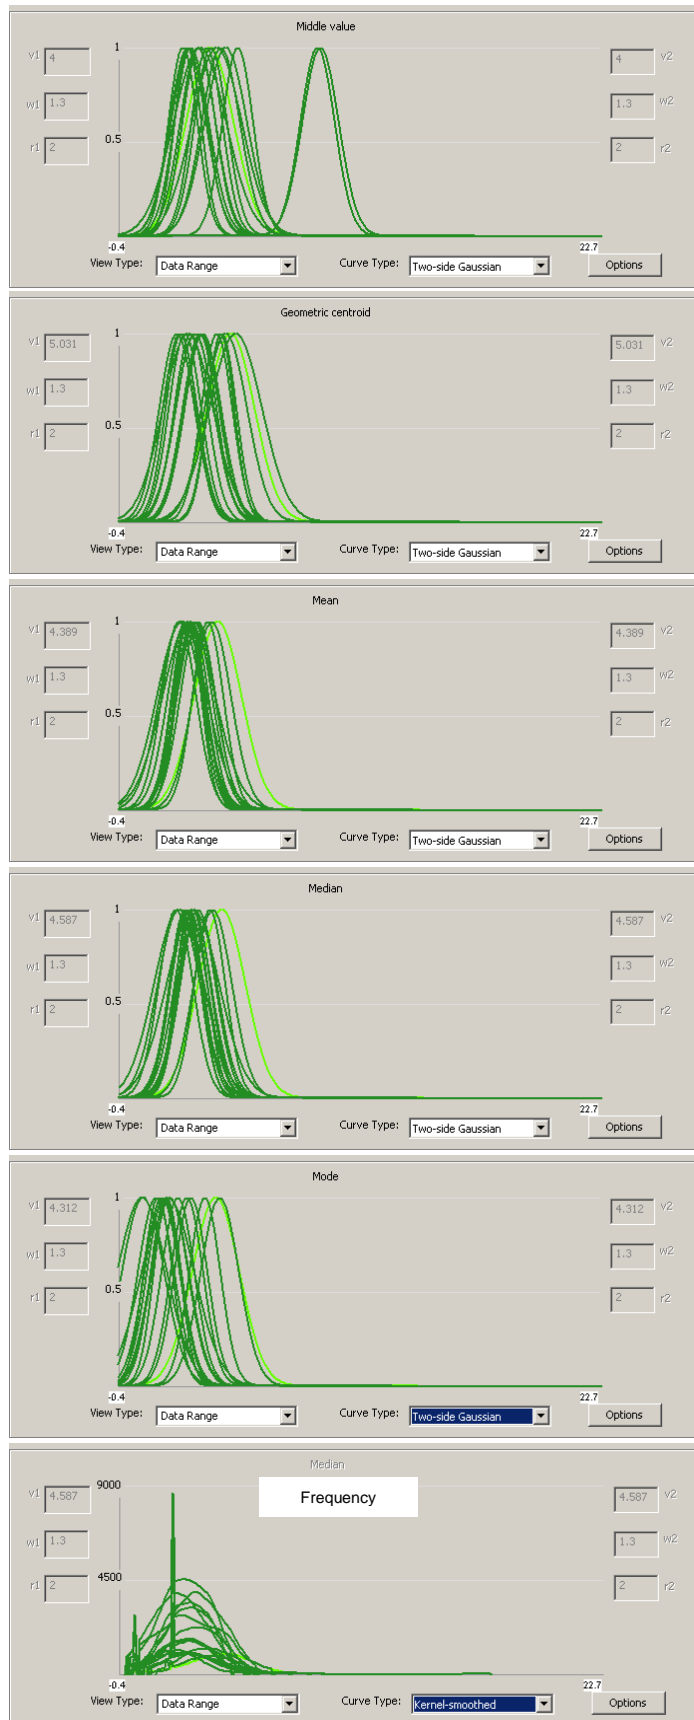 Middle value
v1 4
1
4 v2
w1 1.3
1.3 w2
r1 2
0.5
2 r2
-0.4
22.7
View Type: Data Range Curve Type: Two-side Gaussian Options
Geometric centroid
v1 5.031
1
5.031 v2
w1 1.3
1.3 w2
r1 2
0.5
2 r2
-0.4
22.7
View Type: Data Range Curve Type: Two-side Gaussian Options
Mean
v1 4.389
1
4.389 v2
w1 1.3
1.3 w2
r1 2
0.5
2 r2
-0.4
22.7
View Type: Data Range Curve Type: Two-side Gaussian Options
Median
v1 4.587
1
4.587 v2
w1 1.3
1.3 w2
r1 2
0.5
2 r2
-0.4
22.7
View Type: Data Range Curve Type: Two-side Gaussian Options
Mode
v1 4.312
1
4.312 v2
w1 1.3
1.3 w2
r1 2
0.5
2 r2
-0.4
22.7
View Type: Data Range Curve Type: Two-side Gaussian Options
Median
v1 4.587
9000
Frequency
4.587 v2
w1 1.3
1.3 w2
r1 2
4500
2 r2
-0.4
22.7
View Type: Data Range Curve Type: Kernel-smoothed Options